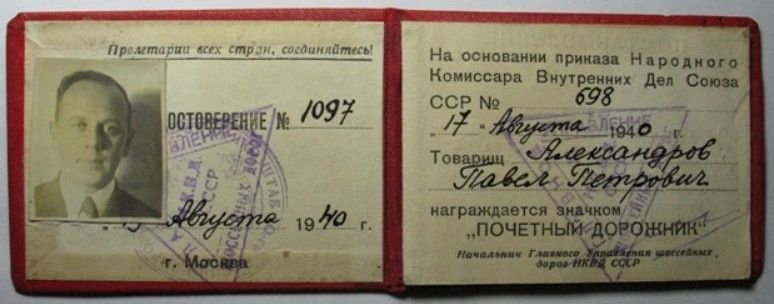 Пролетарии всех стран, соединяйтесь!
ОСТОВЕРЕНИЕ № 1097
Августа 1940 г.
г. Москва
На основании приказа Народного
Комиссара Внутренних Дел Союза
ССР № 698
„17 " Августа 1940 г.
Товарищ Александров
Павел Петрович
награждается значком
„ПОЧЕТНЫЙ ДОРОЖНИК"
Начальник Главного Управления шоссейных
дорог НКВД СССР